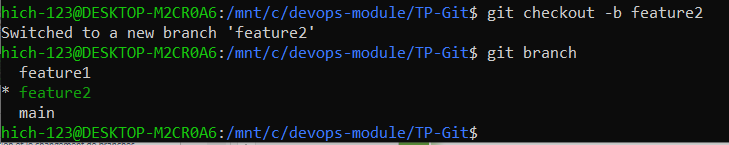 hich-123@DESKTOP-M2CR0A6:/mnt/c/devops-module/TP-Git$ git checkout -b feature2
Switched to a new branch 'feature2'
hich-123@DESKTOP-M2CR0A6:/mnt/c/devops-module/TP-Git$ git branch
  feature1
* feature2
  main
hich-123@DESKTOP-M2CR0A6:/mnt/c/devops-module/TP-Git$